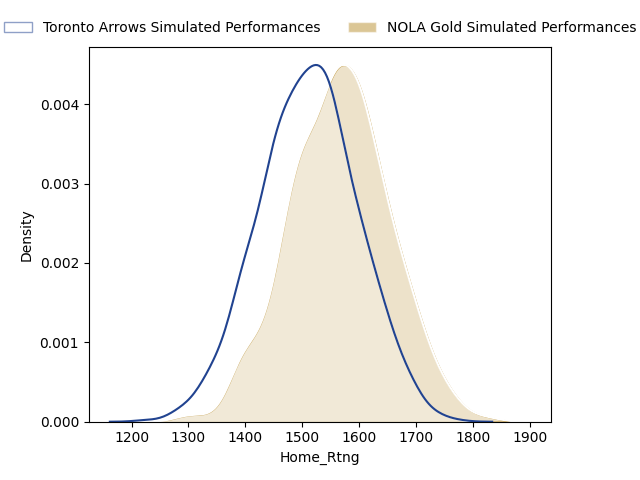 Toronto Arrows Simulated Performances NOLA Gold Simulated Performances
0.004
0.003
0.002
0.001
0.000
Density
1200 1300 1400 1500 1600 1700 1800 1900
Home_Rtng